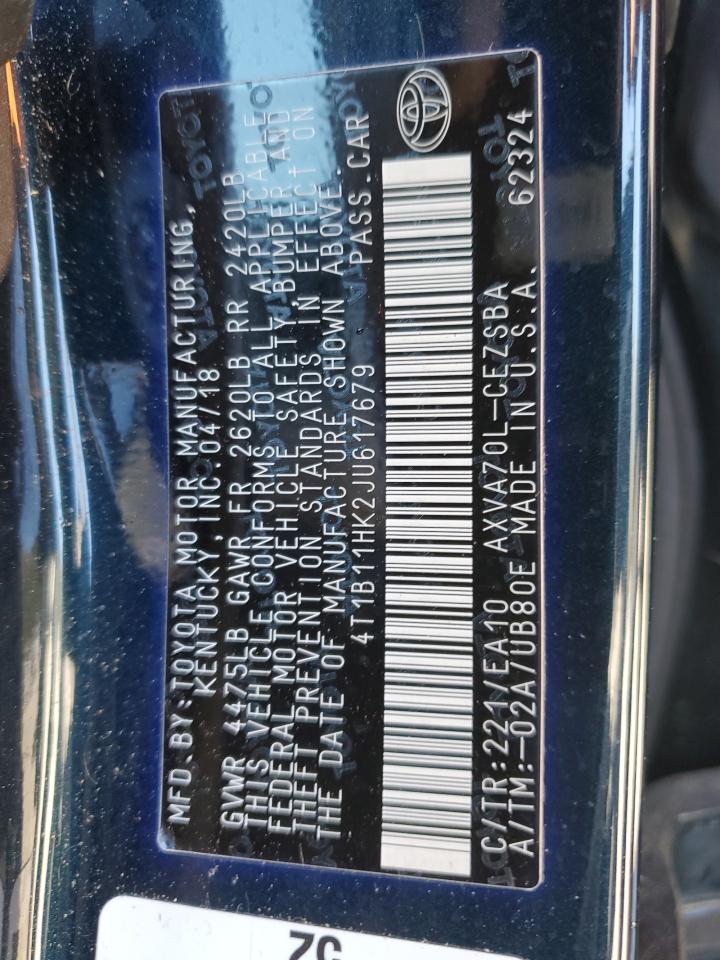 MFD.BY:TOYOTA MOTOR MANUFACTURING,
KENTUCKY,INC.04/18
GVWR 4475LB GAWR FR 2620LB RR 2420LB
THIS VEHICLE CONFORMS TO ALL APPLICABLE
FEDERAL MOTOR VEHICLE SAFETY,BUMPER,AND
THEFT PREVENTION STANDARDS IN EFFECT ON
THE DATE OF MANUFACTURE SHOWN ABOVE.
4T1B11HK2JU617679 PASS.CAR
C/TR:221/EA10 AXVA70L-CEZSBA
A/TM:-02A/UB80E MADE IN U.S.A. 62324